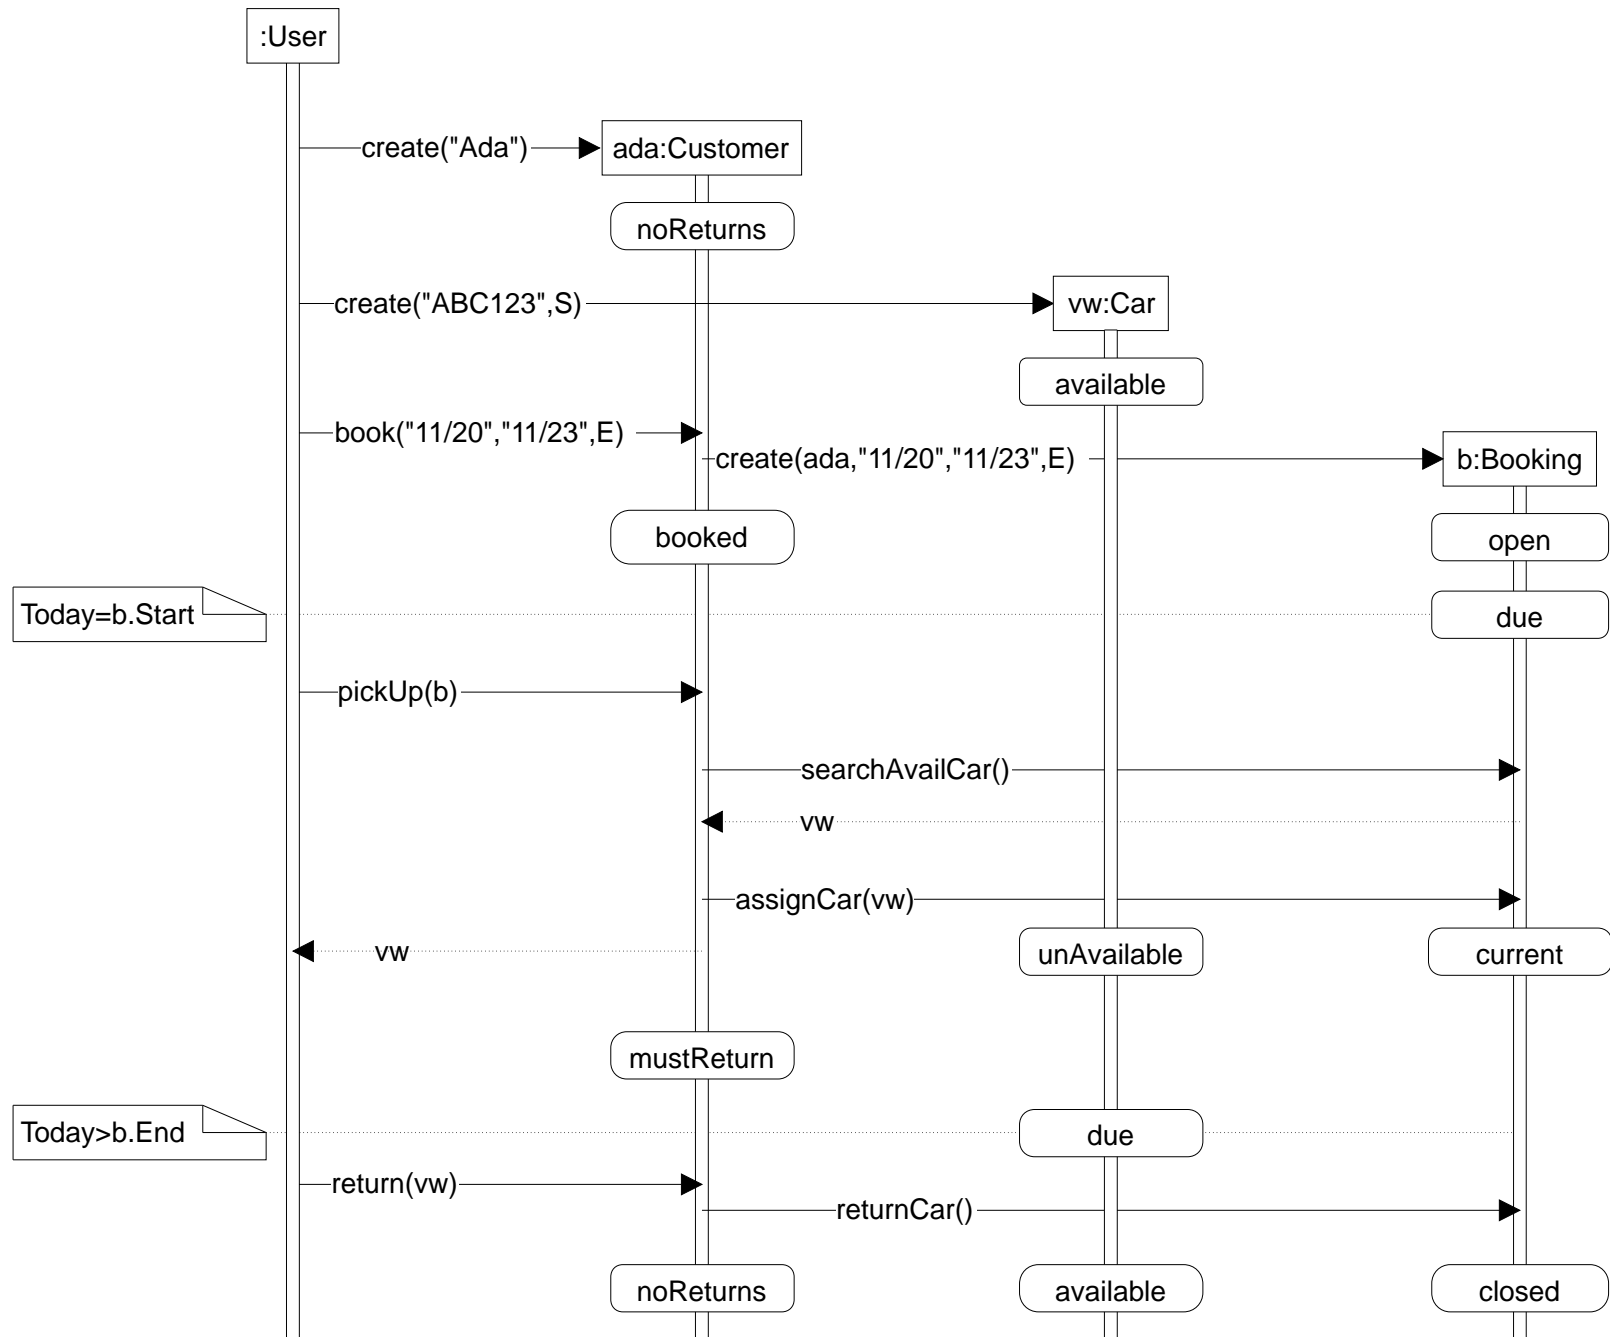 :User
create("Ada")
ada:Customer
noReturns
create("ABC123",S)
vw:Car
available
book("11/20","11/23",E)
create(ada,"11/20","11/23",E)
b:Booking
booked
open
Today=b.Start
due
pickUp(b)
searchAvailCar()
vw
assignCar(vw)
vw
unAvailable
current
mustReturn
Today>b.End
due
return(vw)
returnCar()
noReturns
available
closed